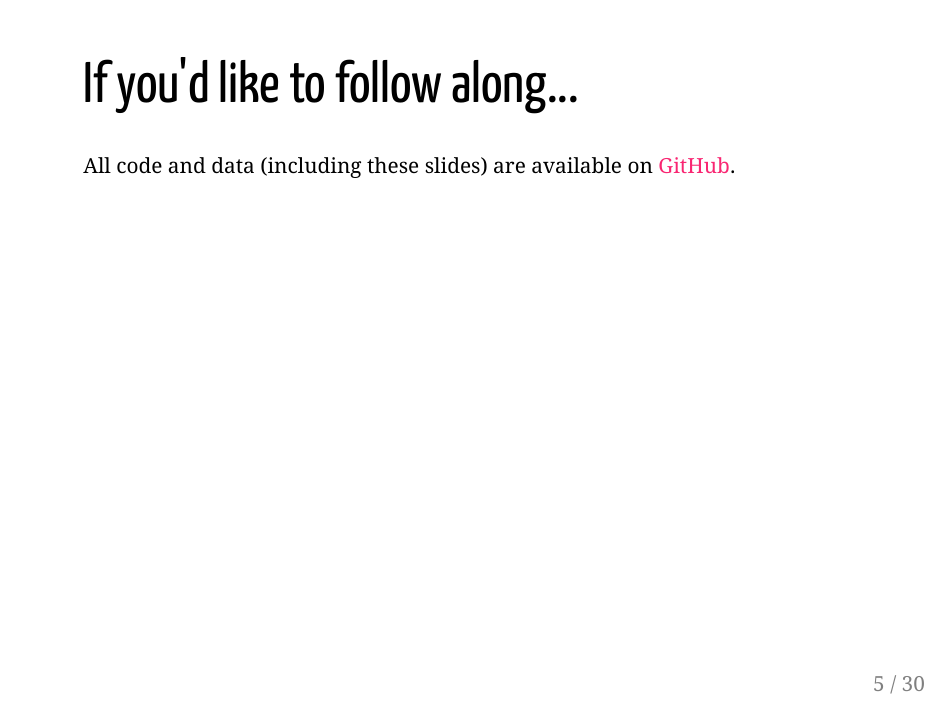 If you'd like to follow along...
All code and data (including these slides) are available on GitHub.
5 / 30